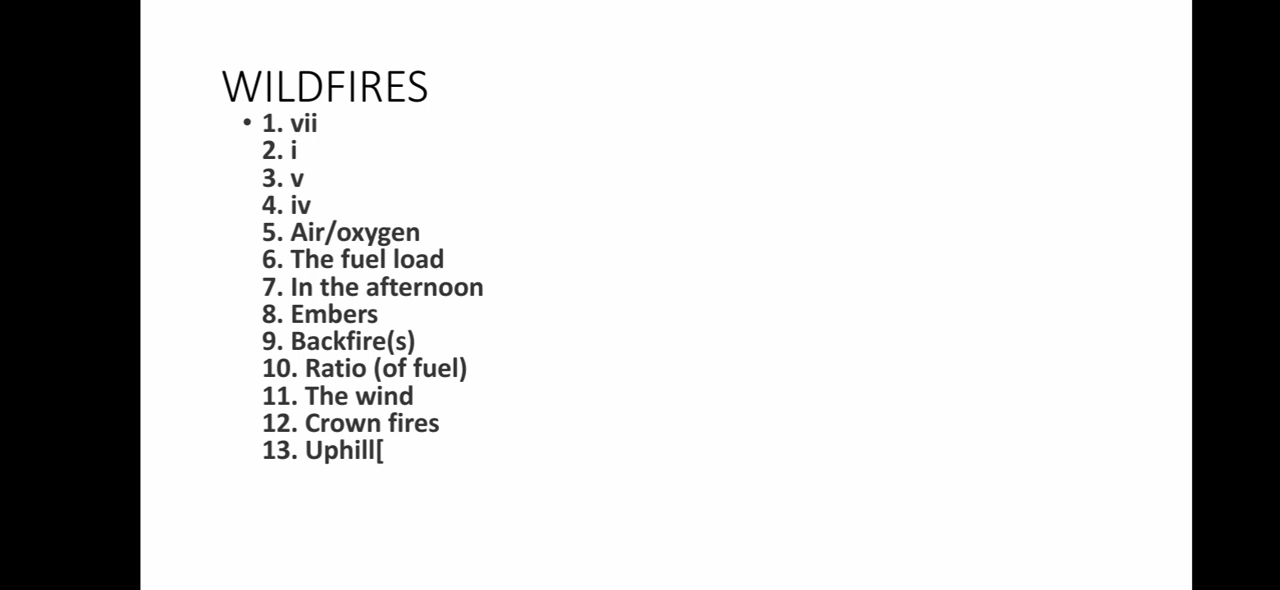 WILDFIRES
• 1. vii
2. i
3. v
4. iv
5. Air/oxygen
6. The fuel load
7. In the afternoon
8. Embers
9. Backfire(s)
10. Ratio (of fuel)
11. The wind
12. Crown fires
13. Uphill[